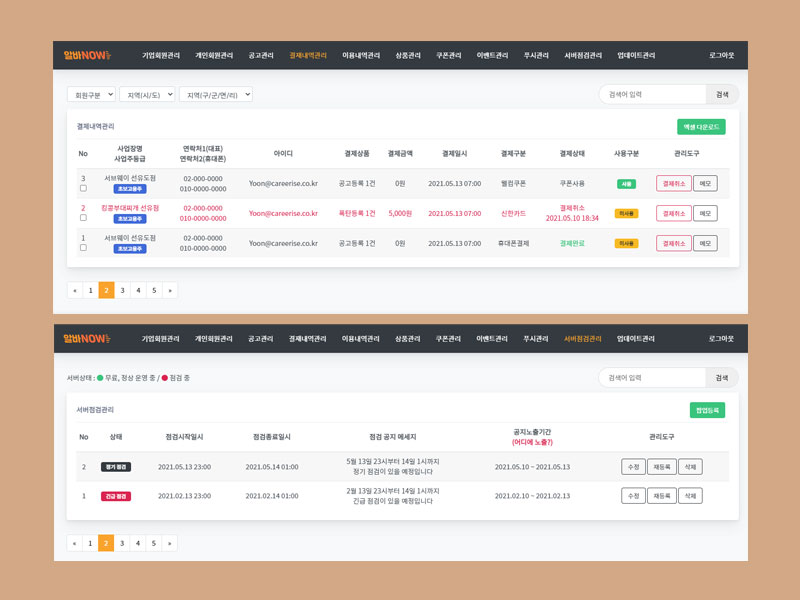 알바NOW
기업회원관리 개인회원관리 공고관리 결제내역관리 이용내역관리 상품관리 쿠폰관리 이벤트관리 푸시관리 서버점검관리 업데이트관리 로그아웃
회원구분 지역(시/도) 지역(구/군/면/리) 검색어 입력 검색
결제내역관리 엑셀 다운로드
No 사업장명 연락처1(대표) 아이디 결제상품 결제금액 결제일시 결제구분 결제상태 사용구분 관리도구
사업주등급 연락처2(휴대폰)
3 서브웨이 선유도점 02-000-0000 Yoon@careerise.co.kr 공고등록 1건 0원 2021.05.13 07:00 웰컴쿠폰 쿠폰사용 사용 결제취소 메모
초보고용주 010-0000-0000
2 킹콩부대찌개 선유점 02-000-0000 Yoon@careerise.co.kr 폭탄등록 1건 5,000원 2021.05.13 07:00 신한카드 결제취소 미사용 결제취소 메모
초보고용주 010-0000-0000 2021.05.10 18:34
1 서브웨이 선유도점 02-000-0000 Yoon@careerise.co.kr 공고등록 1건 0원 2021.05.13 07:00 휴대폰결제 결제완료 미사용 결제취소 메모
초보고용주 010-0000-0000
« 1 2 3 4 5 »
알바NOW
기업회원관리 개인회원관리 공고관리 결제내역관리 이용내역관리 상품관리 쿠폰관리 이벤트관리 푸시관리 서버점검관리 업데이트관리 로그아웃
서버상태 : 무료, 정상 운영 중 / 점검 중 검색어 입력 검색
서버점검관리 팝업등록
No 상태 점검시작일시 점검종료일시 점검 공지 메세지 공지노출기간 관리도구
(어디에 노출?)
2 정기 점검 2021.05.13 23:00 2021.05.14 01:00 5월 13일 23시부터 14일 1시까지 2021.05.10 ~ 2021.05.13 수정 재등록 삭제
정기 점검이 있을 예정입니다
1 긴급 점검 2021.02.13 23:00 2021.02.14 01:00 2월 13일 23시부터 14일 1시까지 2021.02.10 ~ 2021.02.13 수정 재등록 삭제
긴급 점검이 있을 예정입니다
« 1 2 3 4 5 »